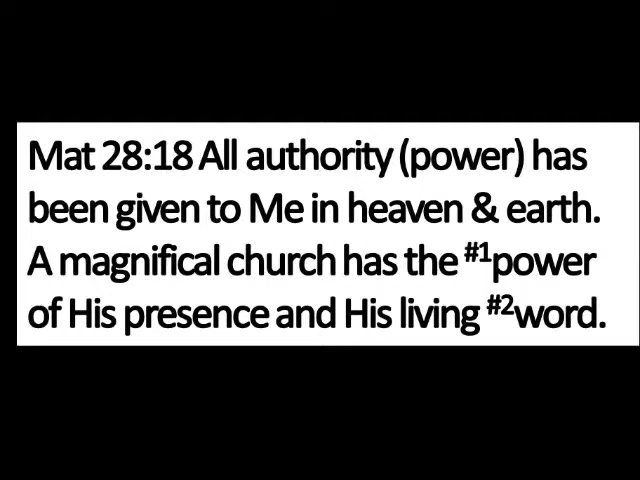 Mat 28:18 All authority (power) has
been given to Me in heaven & earth.
A magnifical church has the #1power
of His presence and His living #2word.